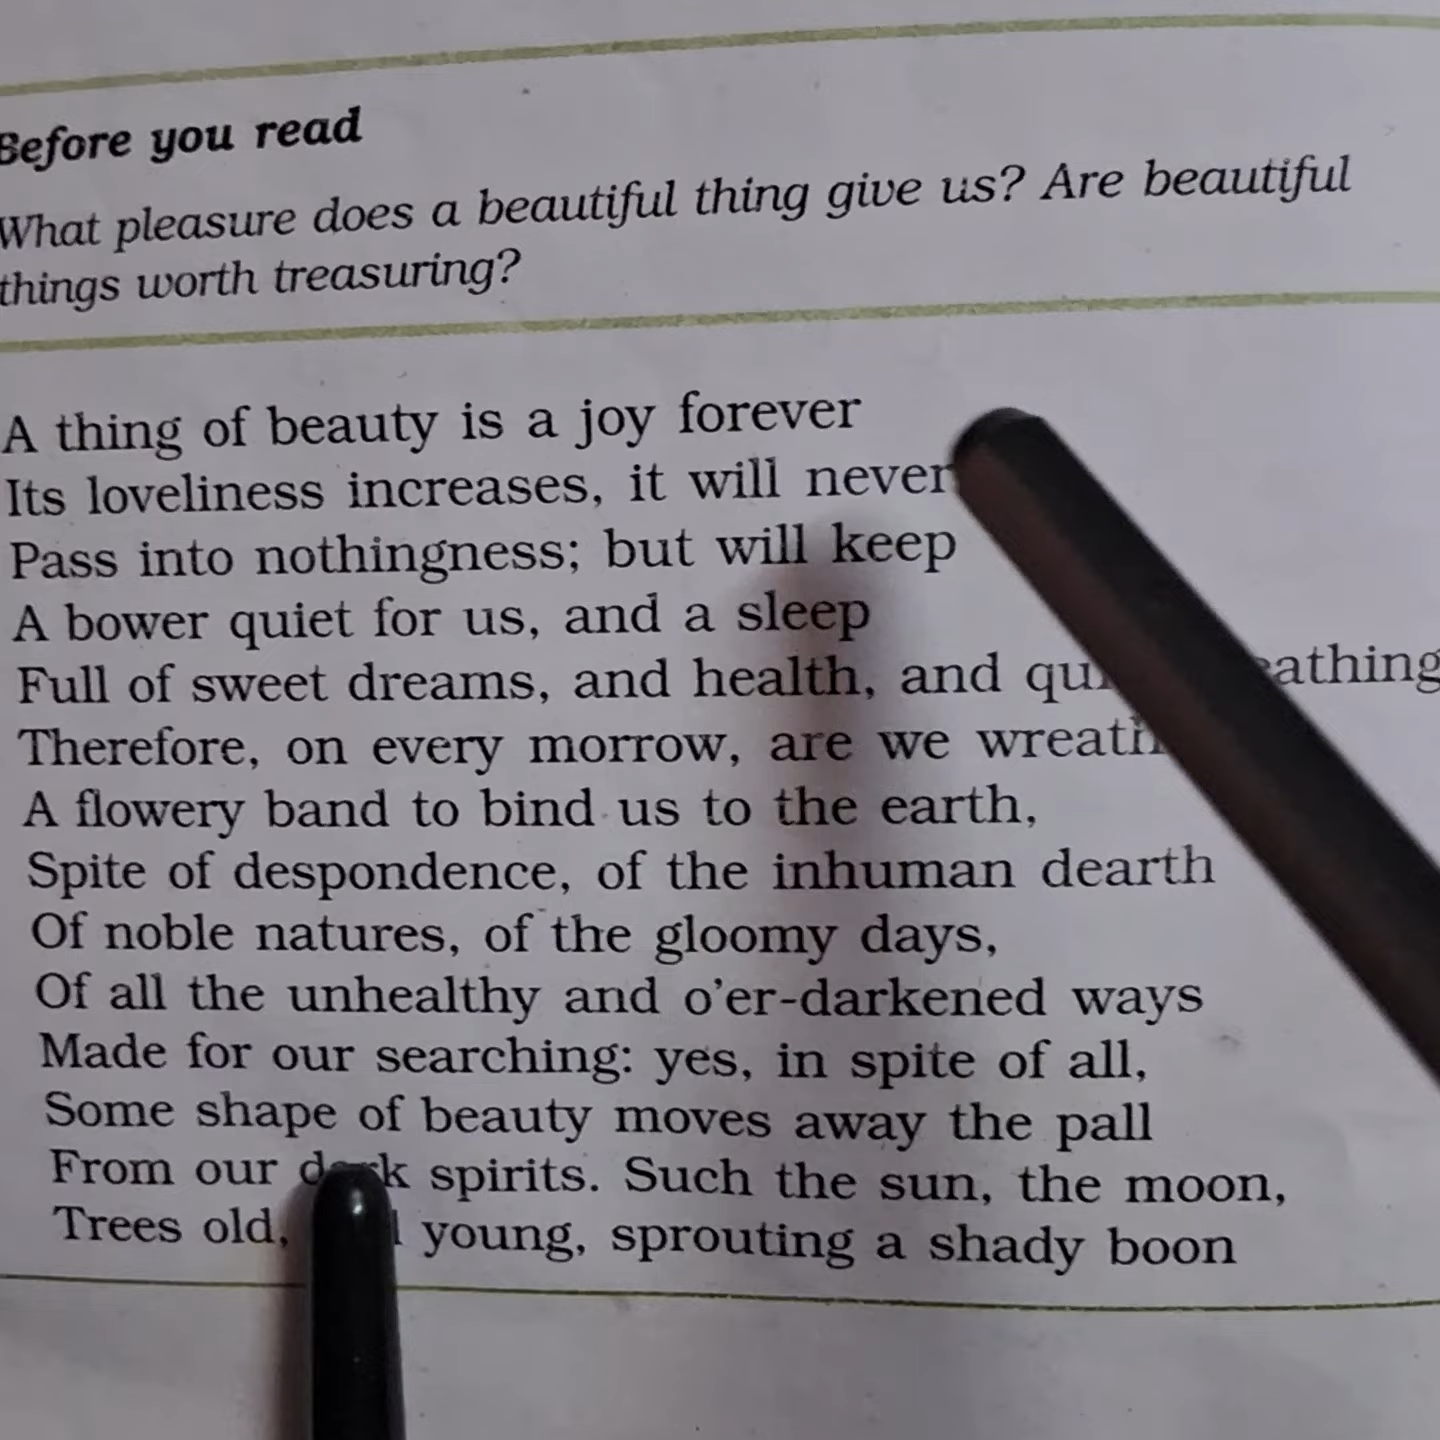 Before you read
What pleasure does a beautiful thing give us? Are beautiful
things worth treasuring?
A thing of beauty is a joy forever
Its loveliness increases, it will never
Pass into nothingness; but will keep
A bower quiet for us, and a sleep
Full of sweet dreams, and health, and
Therefore, on every morrow, are we
A flowery band to bind us to the earth,
Spite of despondence, of the inhuman dearth
Of noble natures, of the gloomy days,
Of all the unhealthy and o'er-darkened ways
Made for our searching: yes, in spite of all,
Some shape of beauty moves away the pall
From our dark spirits. Such the sun, the moon,
Trees old, young, sprouting a shady boon